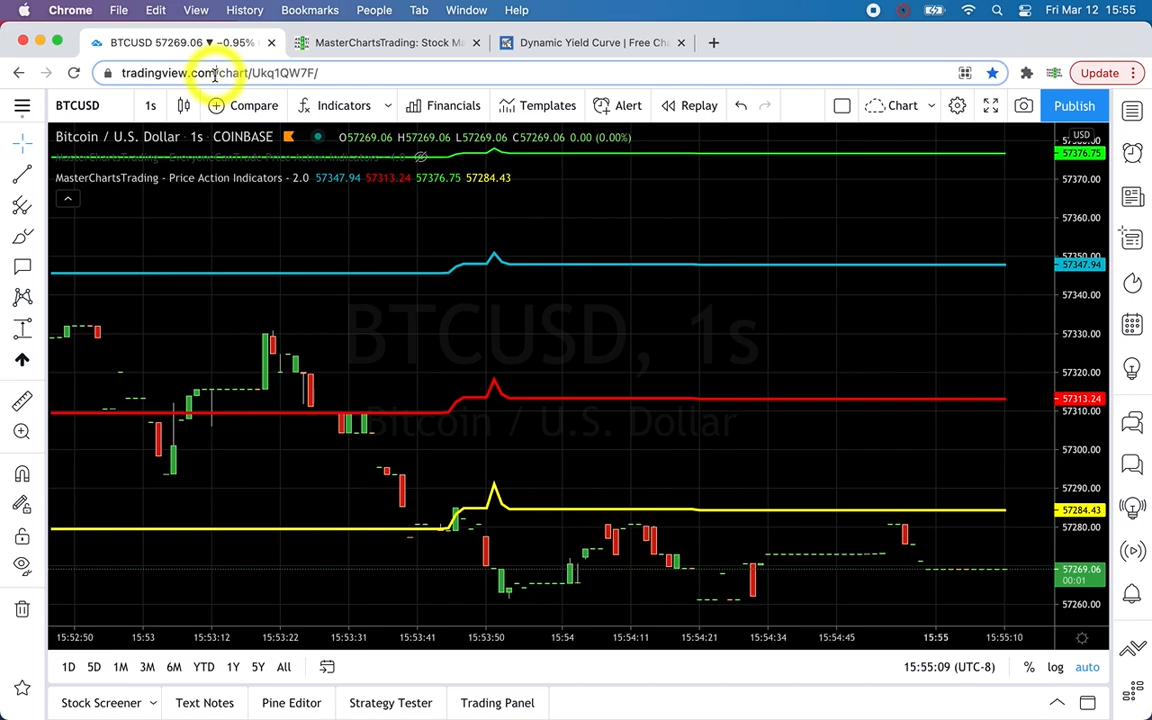 Chrome File Edit View History Bookmarks People Tab Window Help Fri Mar 12 15:55
BTCUSD 57269.06 ▼ −0.95%
MasterChartsTrading: Stock Ma
Dynamic Yield Curve | Free Cha
tradingview.com/chart/Ukq1QW7F/
Update
BTCUSD 1s Compare Indicators Financials Templates Alert Replay Chart Publish
Bitcoin / U.S. Dollar · 1s · COINBASE O57269.06 H57269.06 L57269.06 C57269.06 0.00 (0.00%)
MasterChartsTrading - EveryoneCanTrade Price Action Indicators - 4.0
MasterChartsTrading - Price Action Indicators - 2.0 57347.94 57313.24 57376.75 57284.43
USD
57376.75
57370.00
57360.00
57350.00
57347.94
57340.00
57330.00
57320.00
57313.24
57310.00
57300.00
57290.00
57284.43
57280.00
57269.06
00:01
57260.00
BTCUSD, 1s
Bitcoin / U.S. Dollar
15:52:50 15:53 15:53:12 15:53:22 15:53:31 15:53:41 15:53:50 15:54 15:54:11 15:54:21 15:54:34 15:54:45 15:55 15:55:10
1D 5D 1M 3M 6M YTD 1Y 5Y All 15:55:09 (UTC-8) % log auto
Stock Screener Text Notes Pine Editor Strategy Tester Trading Panel